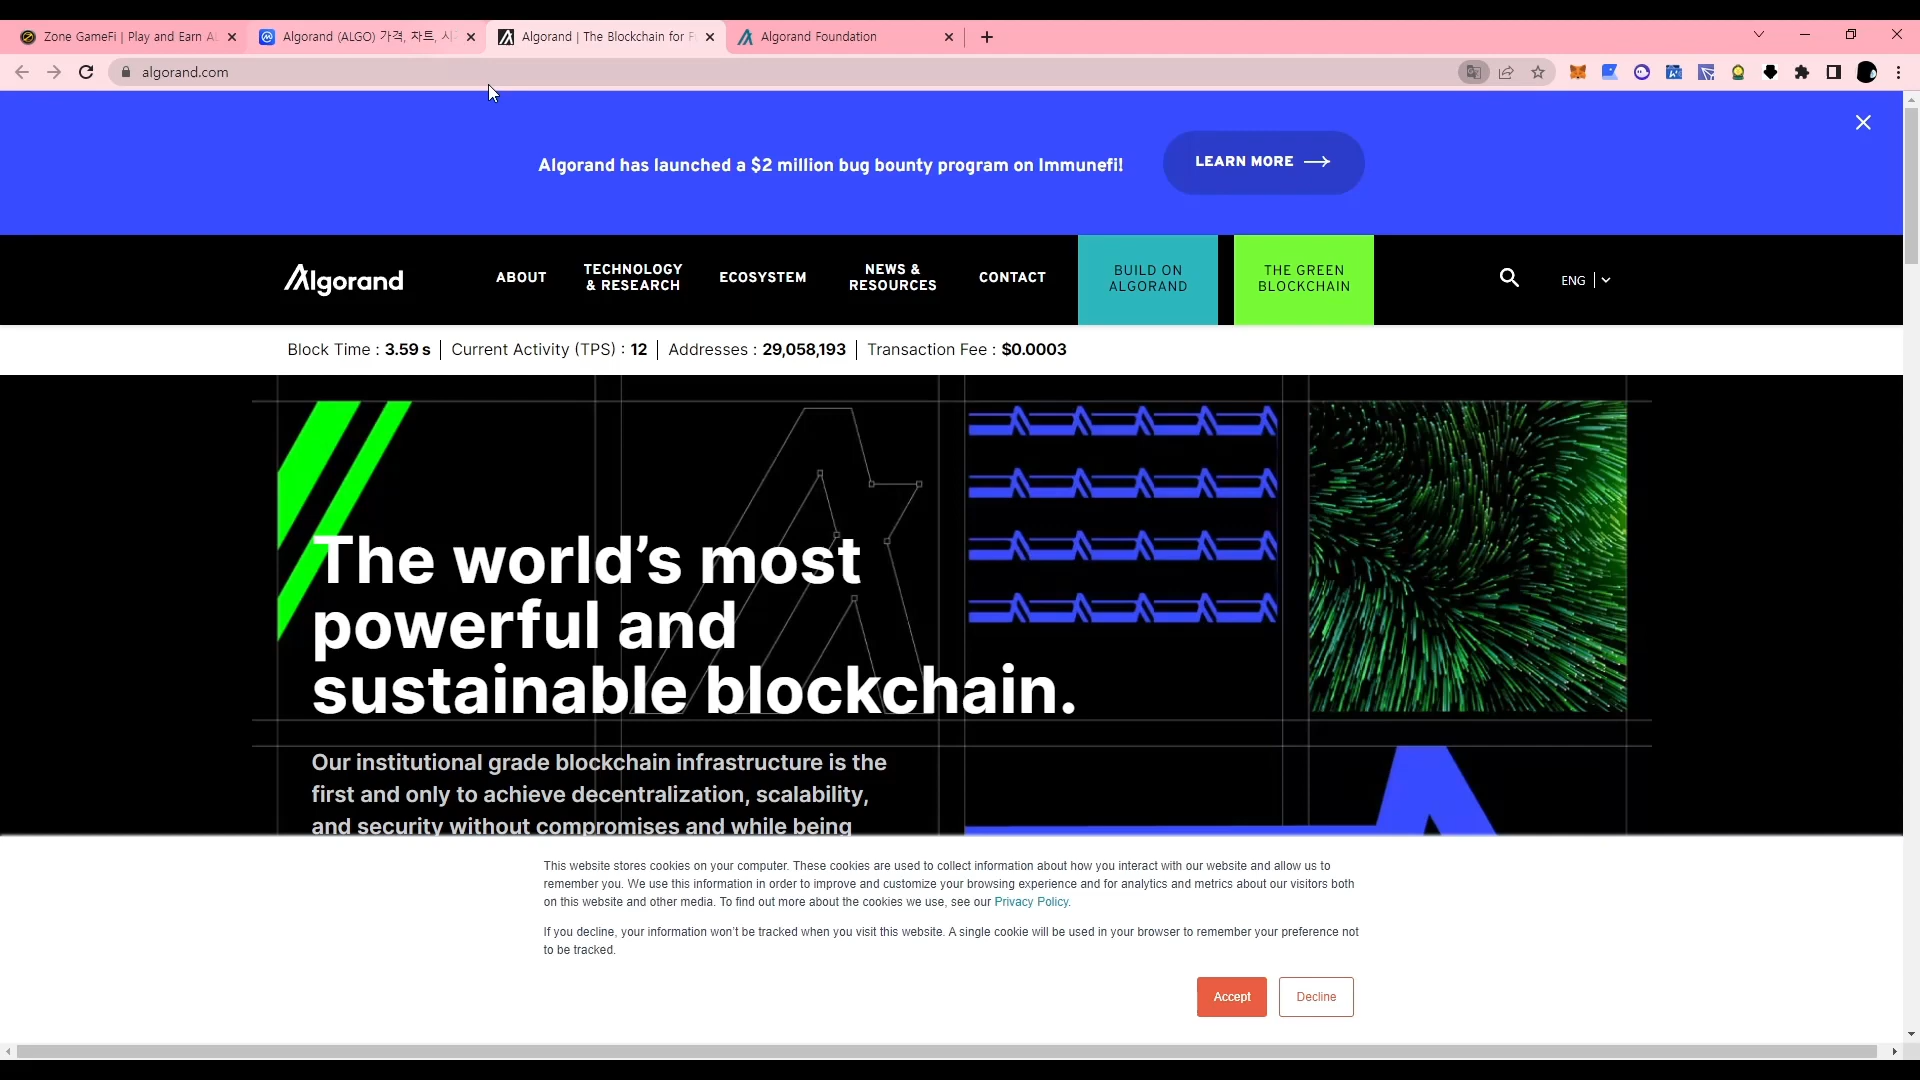 Zone GameFi | Play and Earn AL
Algorand (ALGO) 가격, 차트, 시
Algorand | The Blockchain for F
Algorand Foundation
algorand.com
Algorand has launched a $2 million bug bounty program on Immunefi!
LEARN MORE
Algorand
ABOUT
TECHNOLOGY
& RESEARCH
ECOSYSTEM
NEWS &
RESOURCES
CONTACT
BUILD ON
ALGORAND
THE GREEN
BLOCKCHAIN
ENG
Block Time : 3.59 s | Current Activity (TPS) : 12 | Addresses : 29,058,193 | Transaction Fee : $0.0003
The world’s most
powerful and
sustainable blockchain.
Our institutional grade blockchain infrastructure is the
first and only to achieve decentralization, scalability,
and security without compromises and while being
This website stores cookies on your computer. These cookies are used to collect information about how you interact with our website and allow us to
remember you. We use this information in order to improve and customize your browsing experience and for analytics and metrics about our visitors both
on this website and other media. To find out more about the cookies we use, see our Privacy Policy.
If you decline, your information won’t be tracked when you visit this website. A single cookie will be used in your browser to remember your preference not
to be tracked.
Accept
Decline